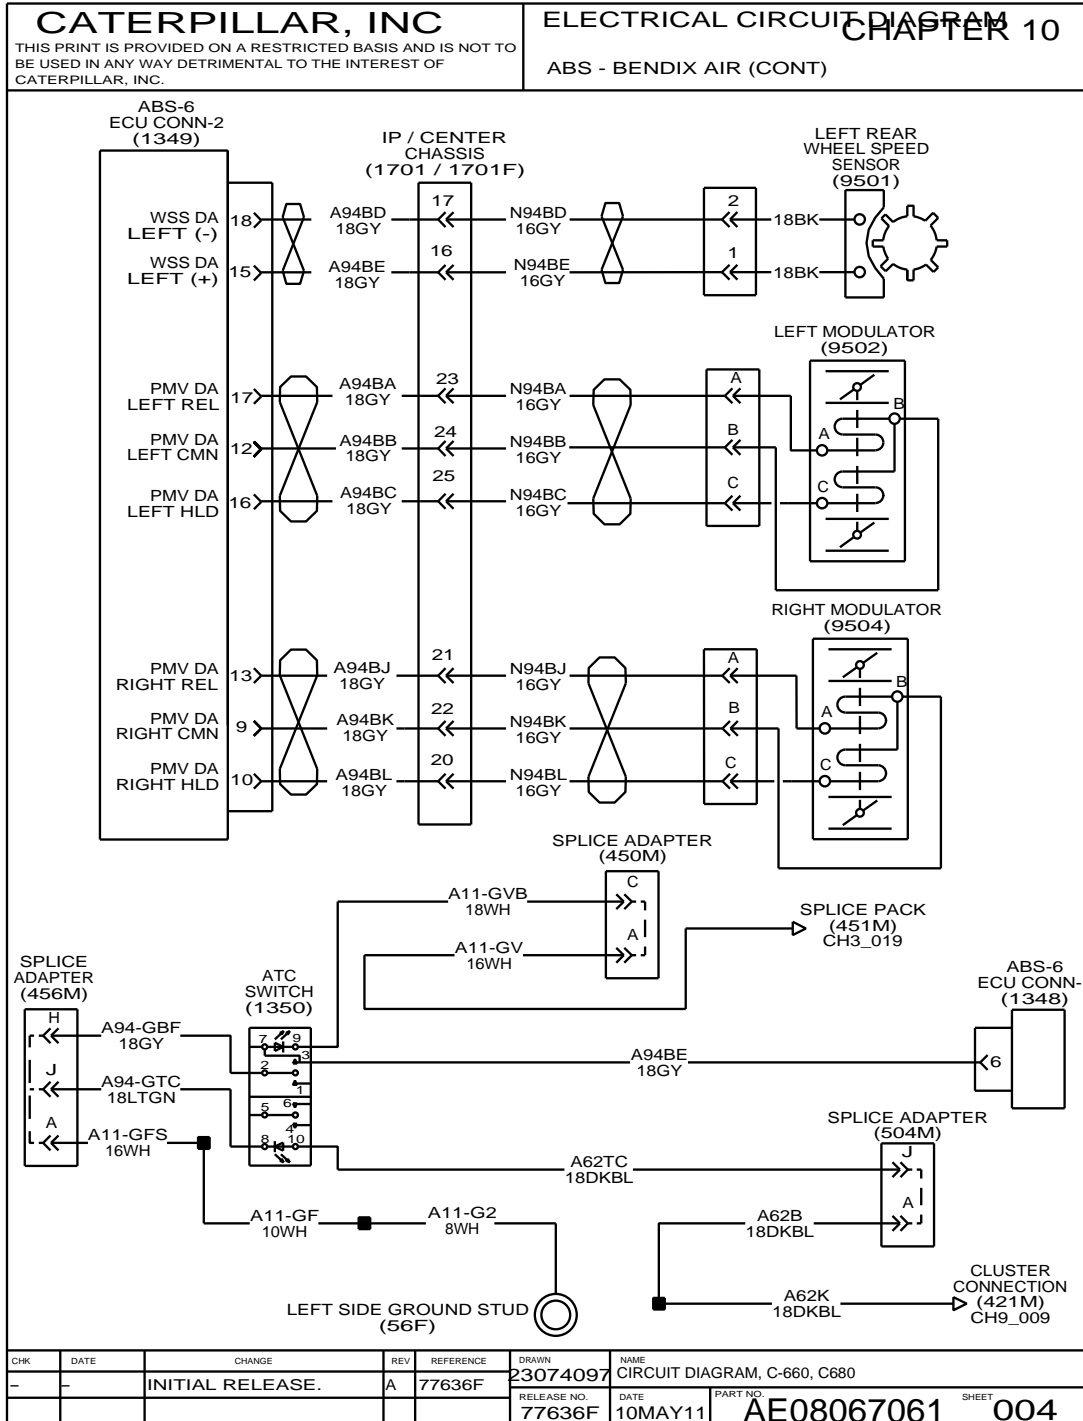 CATERPILLAR, INC
THIS PRINT IS PROVIDED ON A RESTRICTED BASIS AND IS NOT TO
BE USED IN ANY WAY DETRIMENTAL TO THE INTEREST OF
CATERPILLAR, INC.
ELECTRICAL CIRCUIT DIAGRAM
CHAPTER 10
ABS - BENDIX AIR (CONT)
ABS-6
ECU CONN-2
(1349)
IP / CENTER
CHASSIS
(1701 / 1701F)
LEFT REAR
WHEEL SPEED
SENSOR
(9501)
WSS DA
LEFT (-)
18
A94BD
18GY
17
N94BD
16GY
2
18BK
WSS DA
LEFT (+)
15
A94BE
18GY
16
N94BE
16GY
1
18BK
LEFT MODULATOR
(9502)
PMV DA
LEFT REL
17
A94BA
18GY
23
N94BA
16GY
A
PMV DA
LEFT CMN
12
A94BB
18GY
24
N94BB
16GY
B
PMV DA
LEFT HLD
16
A94BC
18GY
25
N94BC
16GY
C
A
B
C
RIGHT MODULATOR
(9504)
PMV DA
RIGHT REL
13
A94BJ
18GY
21
N94BJ
16GY
A
PMV DA
RIGHT CMN
9
A94BK
18GY
22
N94BK
16GY
B
PMV DA
RIGHT HLD
10
A94BL
18GY
20
N94BL
16GY
C
A
B
C
SPLICE ADAPTER
(450M)
C
A
A11-GVB
18WH
A11-GV
16WH
SPLICE PACK
(451M)
CH3_019
SPLICE
ADAPTER
(456M)
H
J
A
A94-GBF
18GY
A94-GTC
18LTGN
A11-GFS
16WH
ATC
SWITCH
(1350)
7
9
3
2
1
5
6
4
8
10
A94BE
18GY
ABS-6
ECU CONN-
(1348)
6
SPLICE ADAPTER
(504M)
J
A
A62TC
18DKBL
A62B
18DKBL
A11-GF
10WH
A11-G2
8WH
LEFT SIDE GROUND STUD
(56F)
A62K
18DKBL
CLUSTER
CONNECTION
(421M)
CH9_009
CHK DATE CHANGE REV REFERENCE
- - INITIAL RELEASE. A 77636F
DRAWN
23074097
NAME
CIRCUIT DIAGRAM, C-660, C680
RELEASE NO.
77636F
DATE
10MAY11
PART NO.
AE08067061
SHEET
004